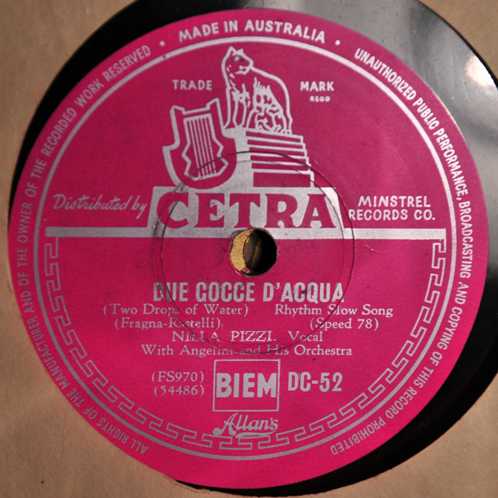 • MADE IN AUSTRALIA •
UNAUTHORIZED PUBLIC PERFORMANCE, BROADCASTING AND COPYING OF THIS RECORD PROHIBITED
ALL RIGHTS OF THE MANUFACTURER AND OF THE OWNER OF THE RECORDED WORK RESERVED
TRADE MARK
REGD
Distributed by CETRA MINSTREL
RECORDS CO.
DUE GOCCE D'ACQUA
(Two Drops of Water) Rhythm Slow Song
(Fragna-Rastelli) (Speed 78)
NILLA PIZZI, Vocal
With Angelini and His Orchestra
(FS970) BIEM DC-52
(54486)
Allan's